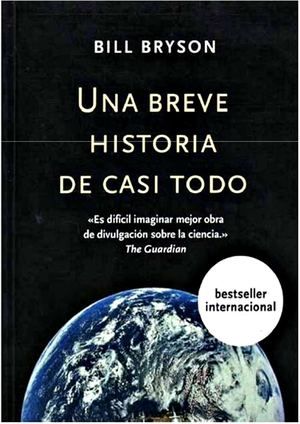 BILL BRYSON
UNA BREVE
HISTORIA
DE CASI TODO
«Es difícil imaginar mejor obra
de divulgación sobre la ciencia.»
The Guardian
bestseller
internacional